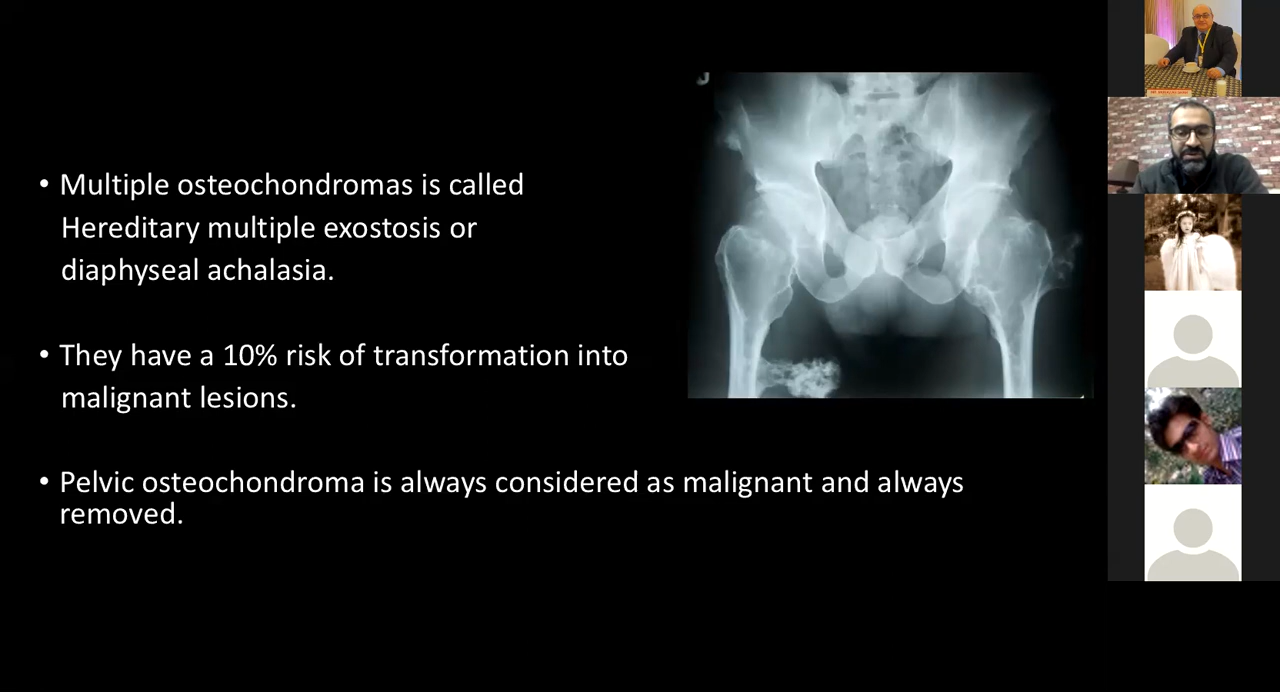 • Multiple osteochondromas is called
Hereditary multiple exostosis or
diaphyseal achalasia.
• They have a 10% risk of transformation into
malignant lesions.
• Pelvic osteochondroma is always considered as malignant and always
removed.